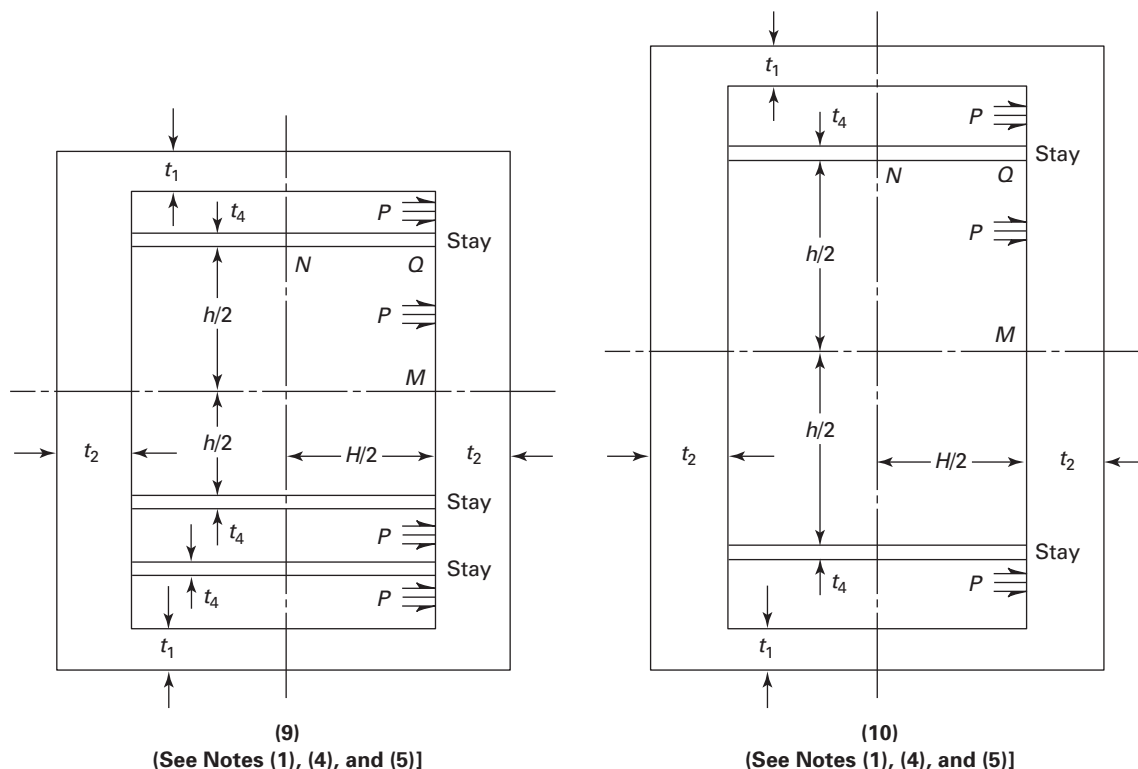 t1
t4
P
Stay
N
Q
h/2
P
M
h/2
H/2
t2
t2
Stay
t4
P
Stay
t4
P
t1
(9)
(See Notes (1), (4), and (5)]
t1
t4
P
Stay
N
Q
P
h/2
M
h/2
H/2
t2
t2
Stay
t4
P
t1
(10)
(See Notes (1), (4), and (5)]